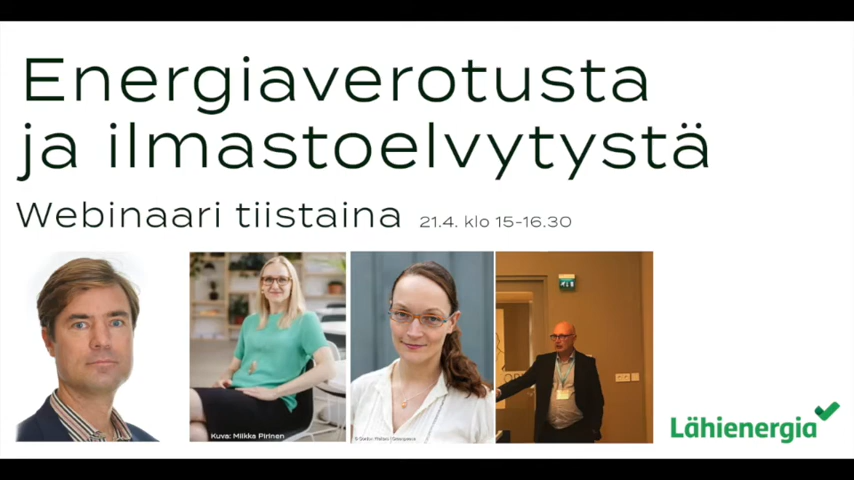 Energiaverotusta
ja ilmastoelvytystä
Webinaari tiistaina 21.4. klo 15-16.30
Kuva: Miikka Pirinen
Lähienergia